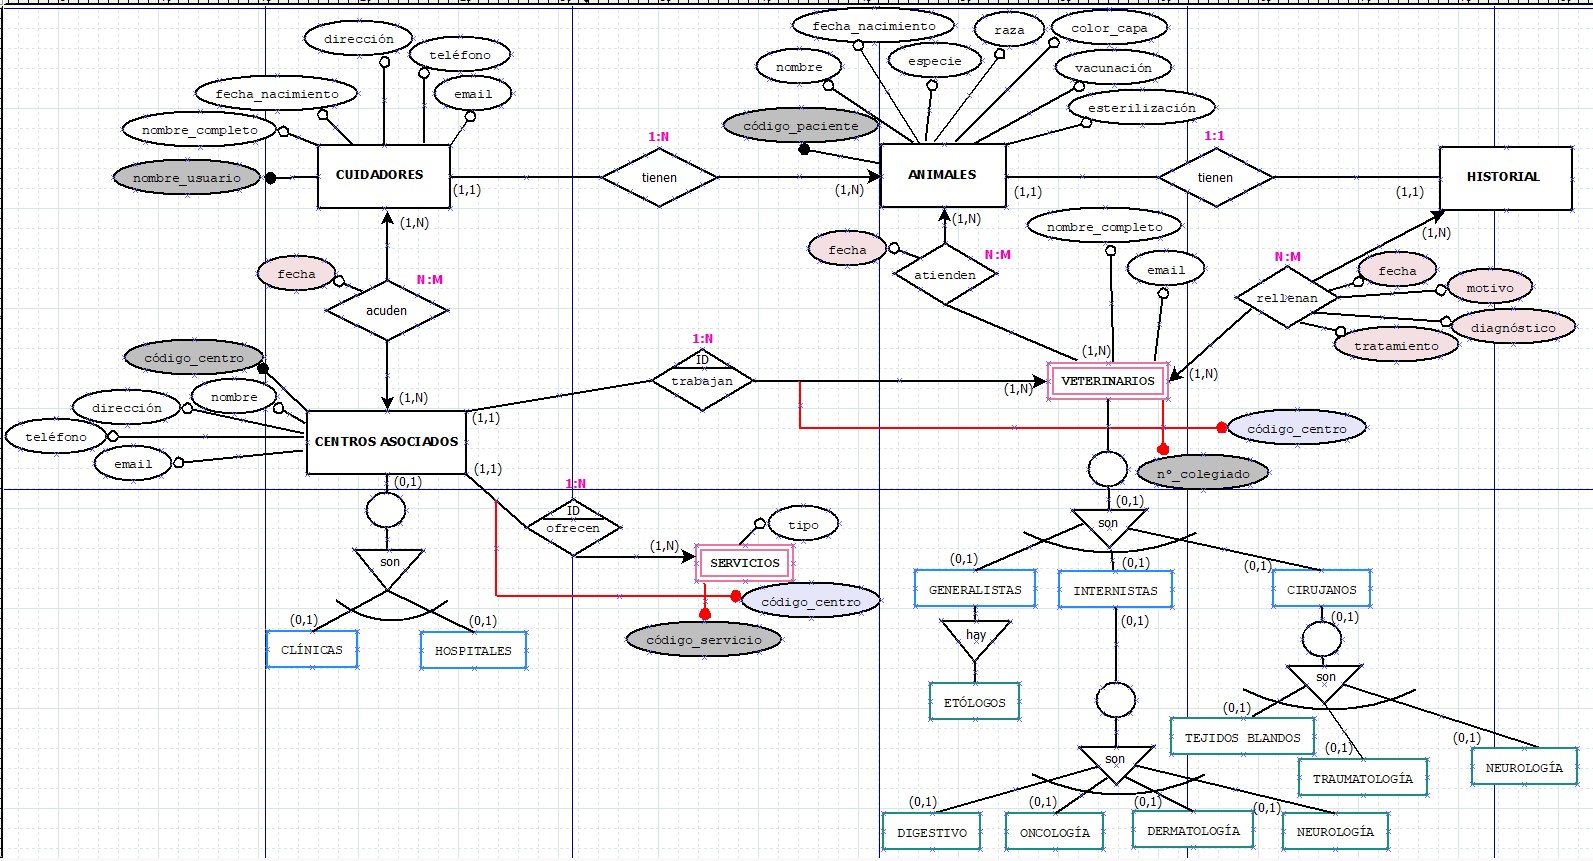 fecha_nacimiento
raza
color_capa
dirección
teléfono
especie
nombre
vacunación
fecha_nacimiento
email
esterilización
código_paciente
nombre_completo
1:N
1:1
CUIDADORES
ANIMALES
HISTORIAL
nombre_usuario
tienen
tienen
(1,1)
(1,N)
(1,1)
(1,1)
(1,N)
(1,N)
nombre_completo
(1,N)
fecha
N:M
N:M
fecha
N:M
atienden
email
fecha
motivo
acuden
rellenan
diagnóstico
1:N
tratamiento
código_centro
ID
trabajan
(1,N)
(1,N)
(1,N)
VETERINARIOS
nombre
(1,N)
dirección
(1,1)
código_centro
teléfono
CENTROS ASOCIADOS
email
(1,1)
nº_colegiado
(0,1)
1:N
(0,1)
ID
ofrecen
tipo
son
(1,N)
SERVICIOS
son
(0,1)
(0,1)
(0,1)
GENERALISTAS
INTERNISTAS
CIRUJANOS
código_centro
(0,1)
(0,1)
(0,1)
(0,1)
código_servicio
hay
CLÍNICAS
HOSPITALES
son
ETÓLOGOS
(0,1)
TEJIDOS BLANDOS
(0,1)
(0,1)
son
NEUROLOGÍA
TRAUMATOLOGÍA
(0,1)
(0,1)
(0,1)
(0,1)
DIGESTIVO
ONCOLOGÍA
DERMATOLOGÍA
NEUROLOGÍA